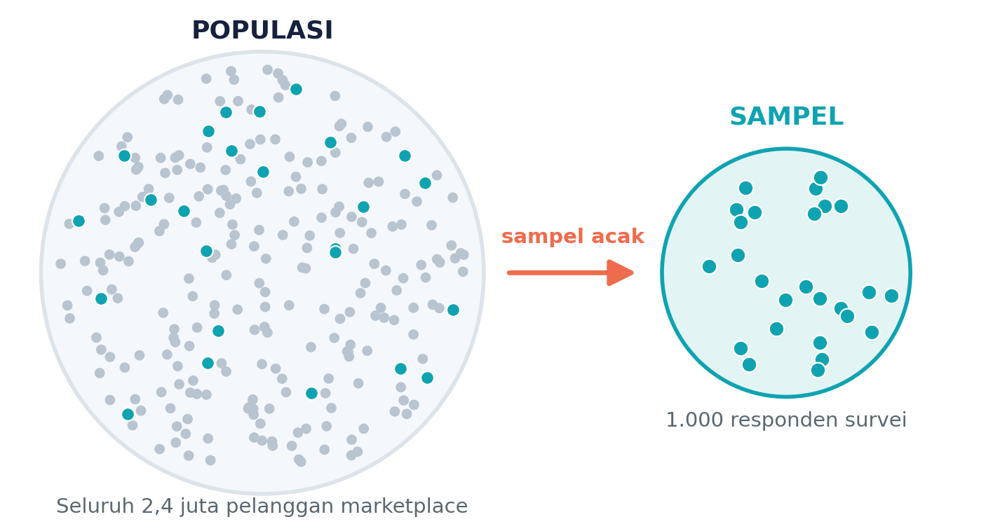 POPULASI
SAMPEL
sampel acak
1.000 responden survei
Seluruh 2,4 juta pelanggan marketplace